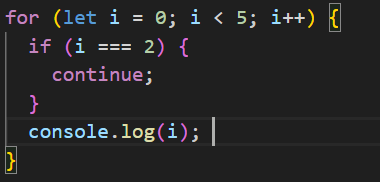 for (let i = 0; i < 5; i++) {
  if (i === 2) {
    continue;
  }
  console.log(i);
}